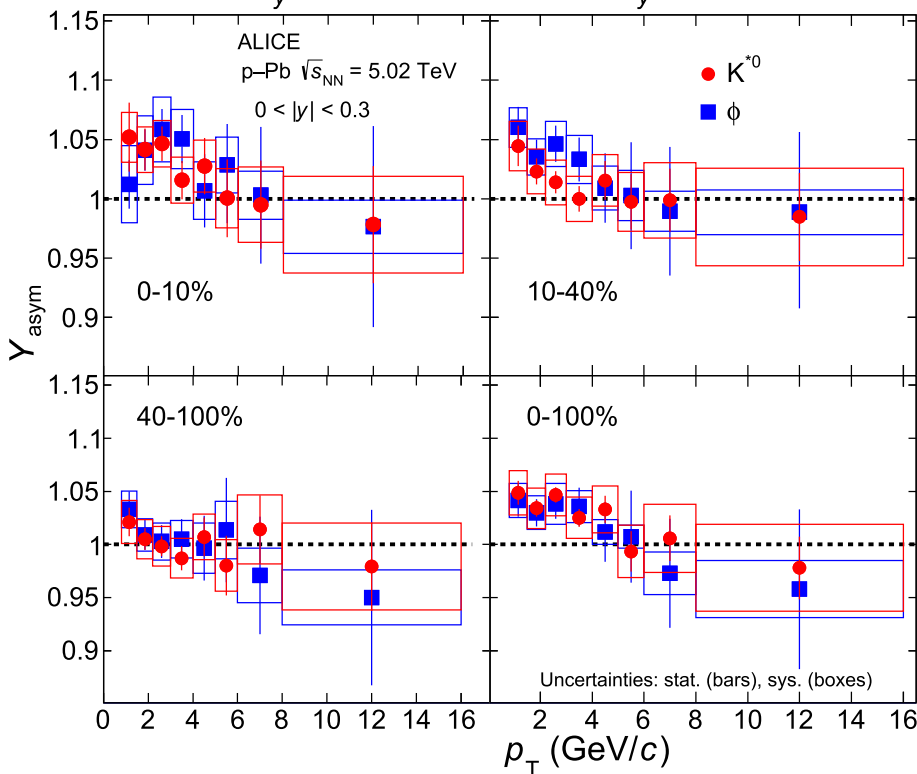 y y
1.15
ALICE
p–Pb √s_NN = 5.02 TeV
0 < |y| < 0.3
K*0
ϕ
1.1
1.05
1
0.95
0.9
0-10%
10-40%
Y_asym
1.15
40-100%
0-100%
1.1
1.05
1
0.95
0.9
Uncertainties: stat. (bars), sys. (boxes)
0 2 4 6 8 10 12 14 16 2 4 6 8 10 12 14 16
p_T (GeV/c)